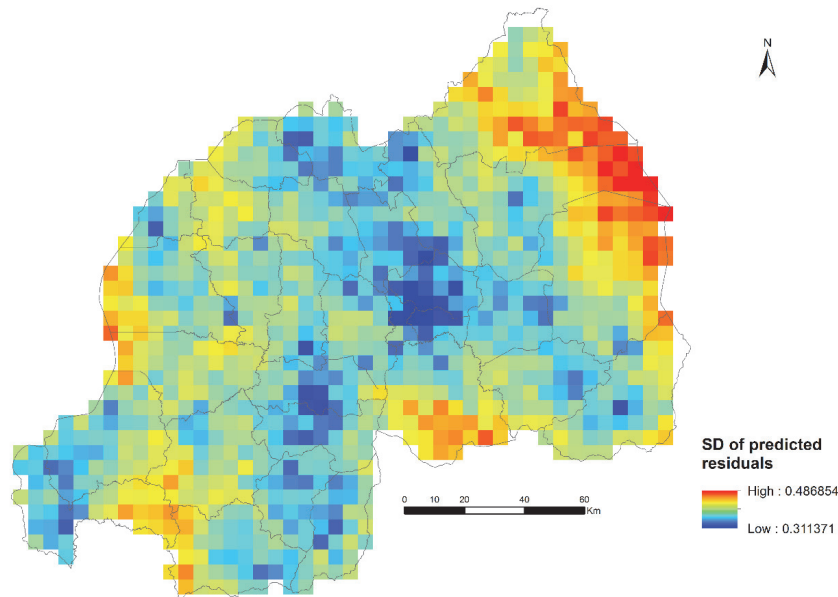 N
SD of predicted
residuals
High : 0.486854
Low : 0.311371
0 10 20 40 60
Km